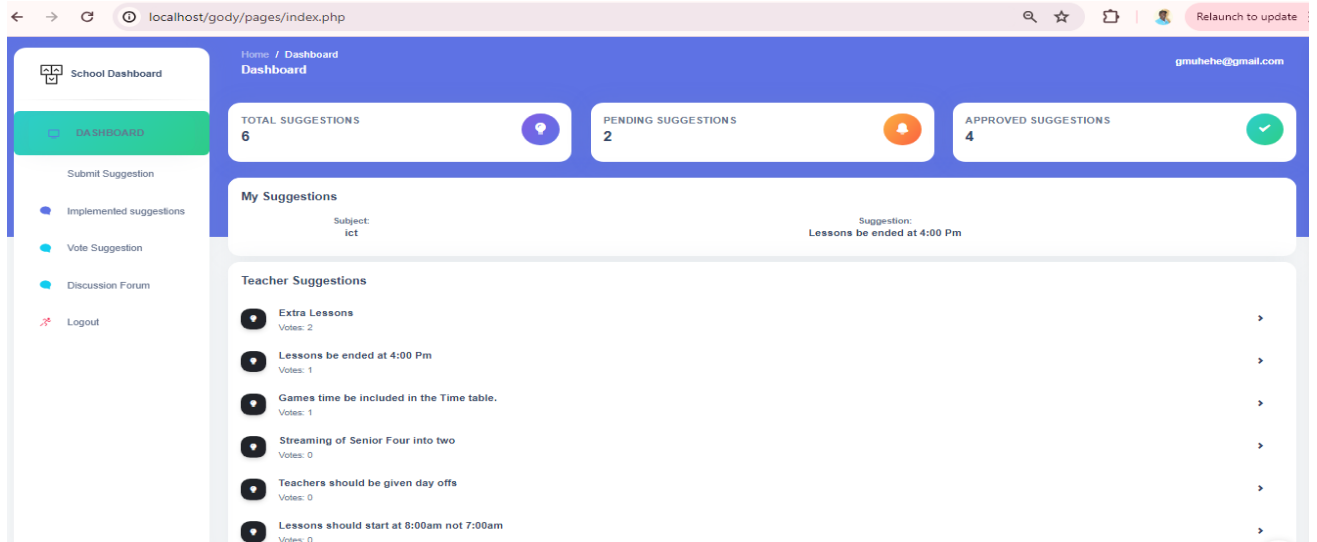 localhost/gody/pages/index.php
Relaunch to update
School Dashboard
DASHBOARD
Submit Suggestion
Implemented suggestions
Vote Suggestion
Discussion Forum
Logout
Home / Dashboard
Dashboard
gmuhehe@gmail.com
TOTAL SUGGESTIONS
6
PENDING SUGGESTIONS
2
APPROVED SUGGESTIONS
4
My Suggestions
Subject:
ict
Suggestion:
Lessons be ended at 4:00 Pm
Teacher Suggestions
Extra Lessons
Votes: 2
Lessons be ended at 4:00 Pm
Votes: 1
Games time be included in the Time table.
Votes: 1
Streaming of Senior Four into two
Votes: 0
Teachers should be given day offs
Votes: 0
Lessons should start at 8:00am not 7:00am
Votes: 0